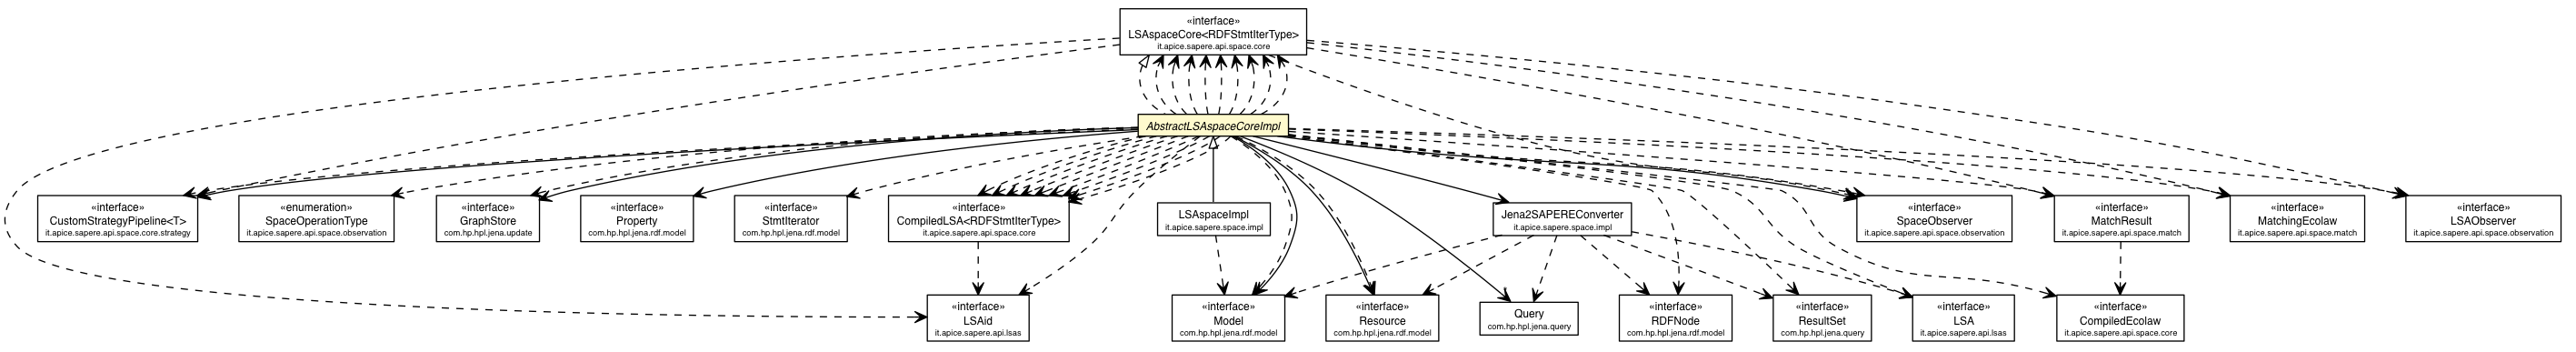 «interface»
LSAspaceCore<RDFStmtIterType>
it.apice.sapere.api.space.core
AbstractLSAspaceCoreImpl
«interface»
CustomStrategyPipeline<T>
it.apice.sapere.api.space.core.strategy
«enumeration»
SpaceOperationType
it.apice.sapere.api.space.observation
«interface»
GraphStore
com.hp.hpl.jena.update
«interface»
Property
com.hp.hpl.jena.rdf.model
«interface»
StmtIterator
com.hp.hpl.jena.rdf.model
«interface»
CompiledLSA<RDFStmtIterType>
it.apice.sapere.api.space.core
LSAspaceImpl
it.apice.sapere.space.impl
Jena2SAPEREConverter
it.apice.sapere.space.impl
«interface»
SpaceObserver
it.apice.sapere.api.space.observation
«interface»
MatchResult
it.apice.sapere.api.space.match
«interface»
MatchingEcolaw
it.apice.sapere.api.space.match
«interface»
LSAObserver
it.apice.sapere.api.space.observation
«interface»
LSAid
it.apice.sapere.api.lsas
«interface»
Model
com.hp.hpl.jena.rdf.model
«interface»
Resource
com.hp.hpl.jena.rdf.model
Query
com.hp.hpl.jena.query
«interface»
RDFNode
com.hp.hpl.jena.rdf.model
«interface»
ResultSet
com.hp.hpl.jena.query
«interface»
LSA
it.apice.sapere.api.lsas
«interface»
CompiledEcolaw
it.apice.sapere.api.space.core